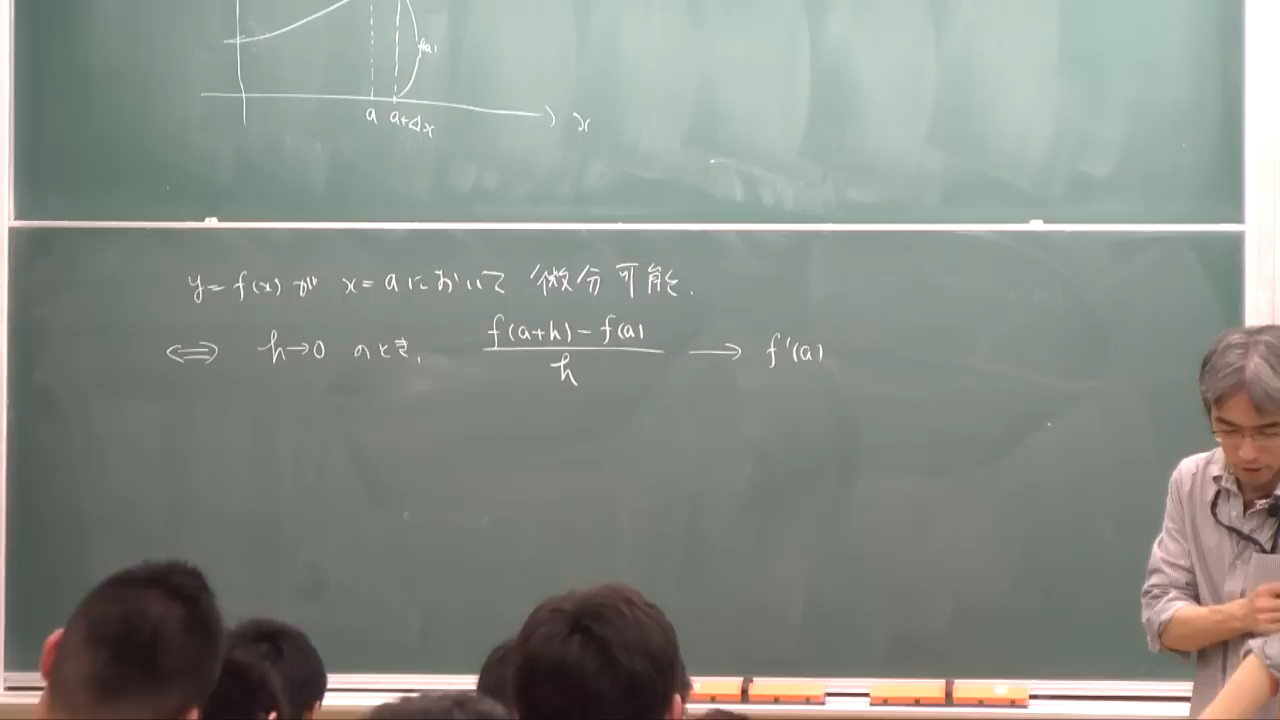 f(a)
a a+Δx x
y=f(x) が x=a において 微分可能.
⟺ h→0 のとき, f(a+h)-f(a)/h ⟶ f'(a)